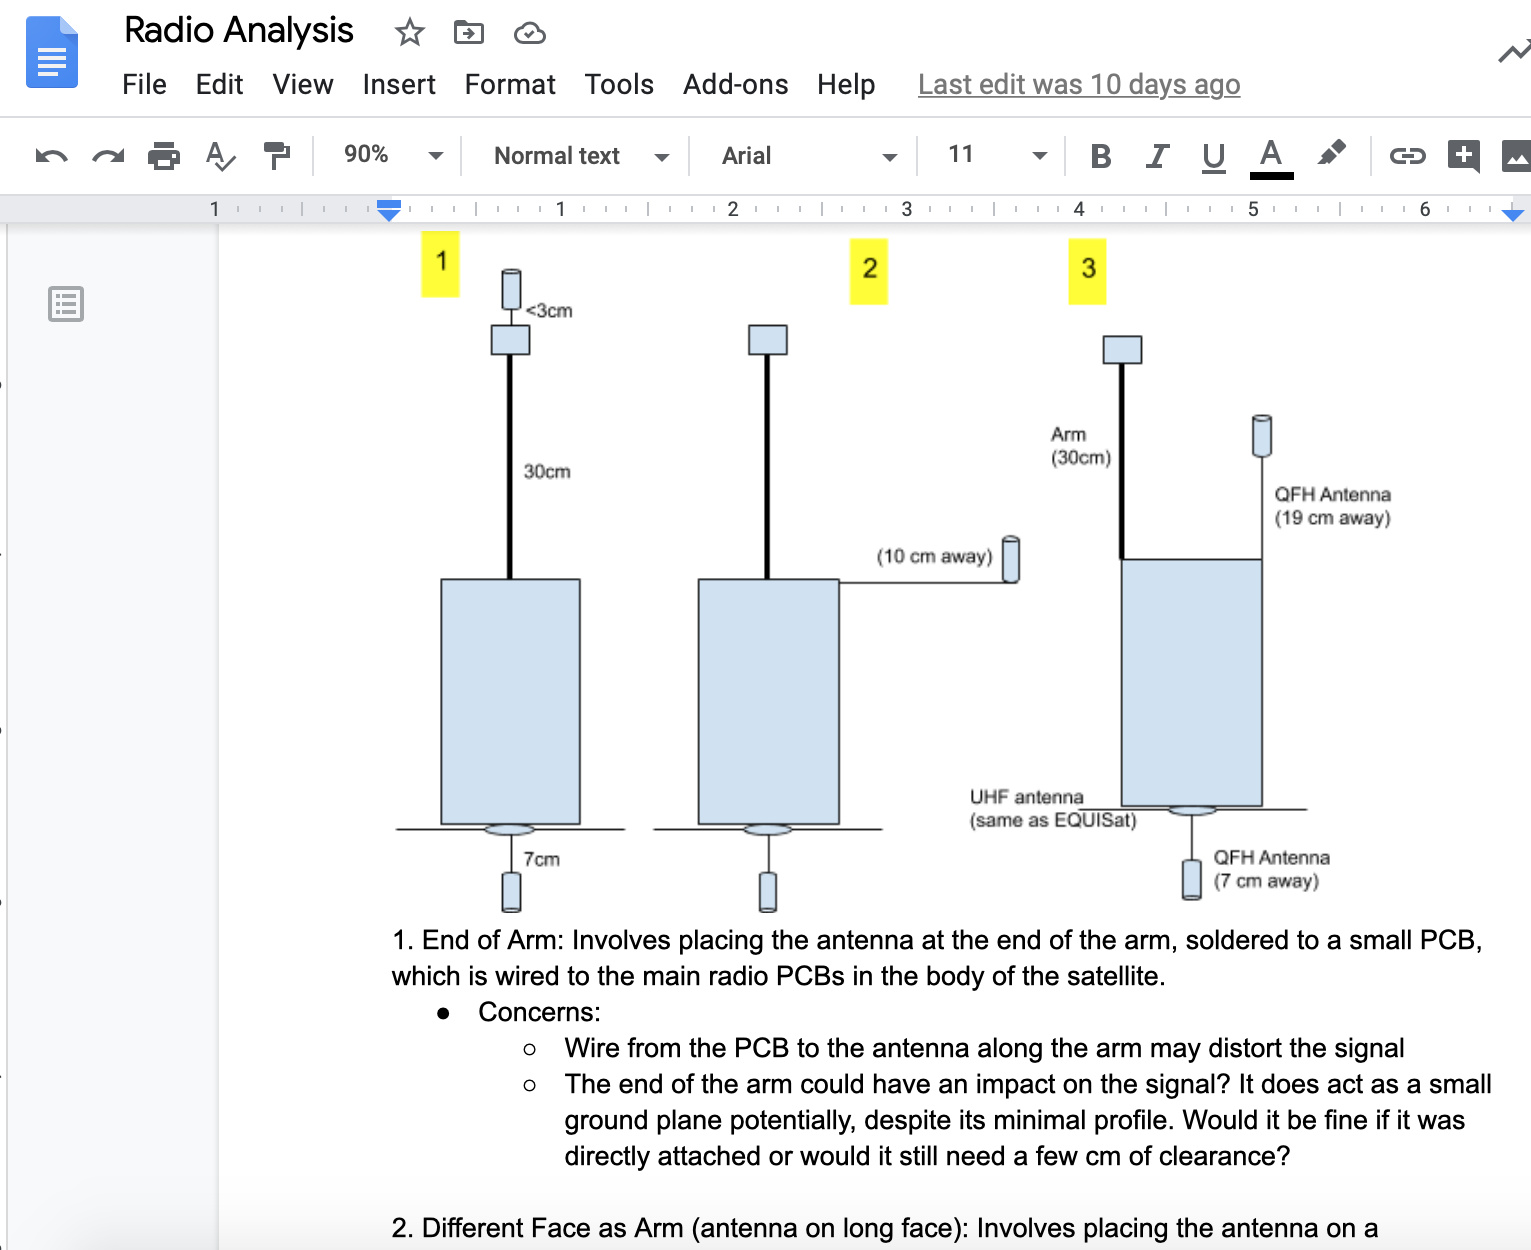 Radio Analysis
File Edit View Insert Format Tools Add-ons Help Last edit was 10 days ago
90% Normal text Arial 11 B I U A
1 1 2 3 4 5 6
1
2
3
<3cm
30cm
(10 cm away)
Arm
(30cm)
QFH Antenna
(19 cm away)
UHF antenna
(same as EQUISat)
7cm
QFH Antenna
(7 cm away)
1. End of Arm: Involves placing the antenna at the end of the arm, soldered to a small PCB,
which is wired to the main radio PCBs in the body of the satellite.
● Concerns:
○ Wire from the PCB to the antenna along the arm may distort the signal
○ The end of the arm could have an impact on the signal? It does act as a small
ground plane potentially, despite its minimal profile. Would it be fine if it was
directly attached or would it still need a few cm of clearance?
2. Different Face as Arm (antenna on long face): Involves placing the antenna on a